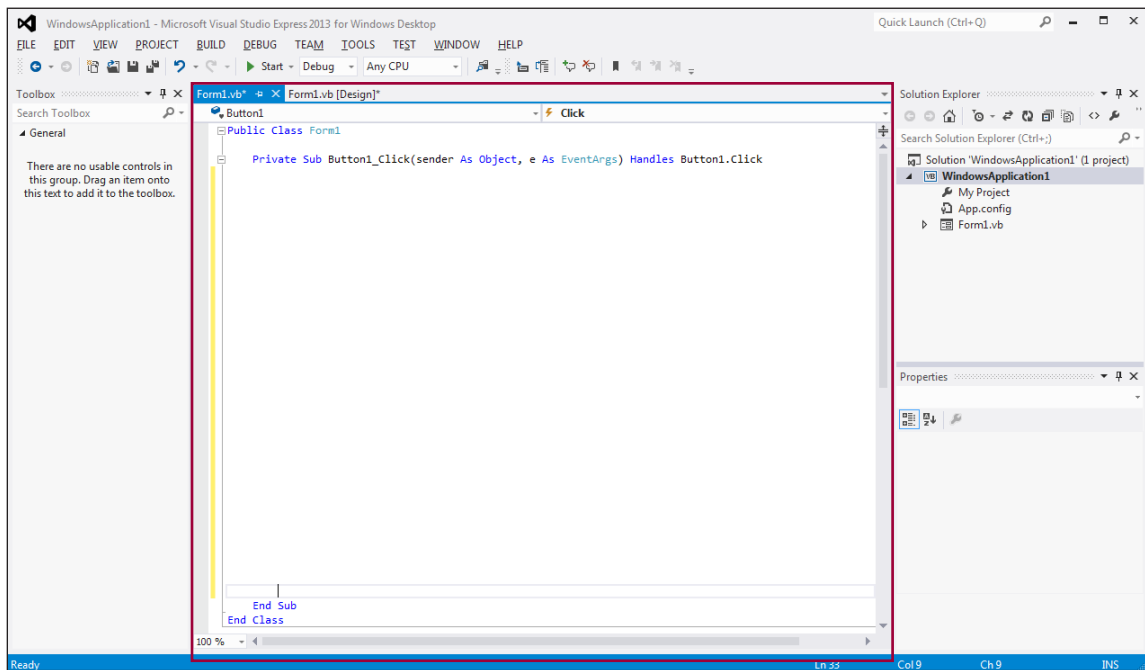 WindowsApplication1 - Microsoft Visual Studio Express 2013 for Windows Desktop
Quick Launch (Ctrl+Q)
FILE EDIT VIEW PROJECT BUILD DEBUG TEAM TOOLS TEST WINDOW HELP
Start Debug Any CPU
Toolbox
Search Toolbox
General
There are no usable controls in
this group. Drag an item onto
this text to add it to the toolbox.
Form1.vb* Form1.vb [Design]*
Button1 Click
Public Class Form1
Private Sub Button1_Click(sender As Object, e As EventArgs) Handles Button1.Click
End Sub
End Class
100 %
Solution Explorer
Search Solution Explorer (Ctrl+;)
Solution 'WindowsApplication1' (1 project)
VB WindowsApplication1
My Project
App.config
Form1.vb
Properties
Ready Ln 33 Col 9 Ch 9 INS